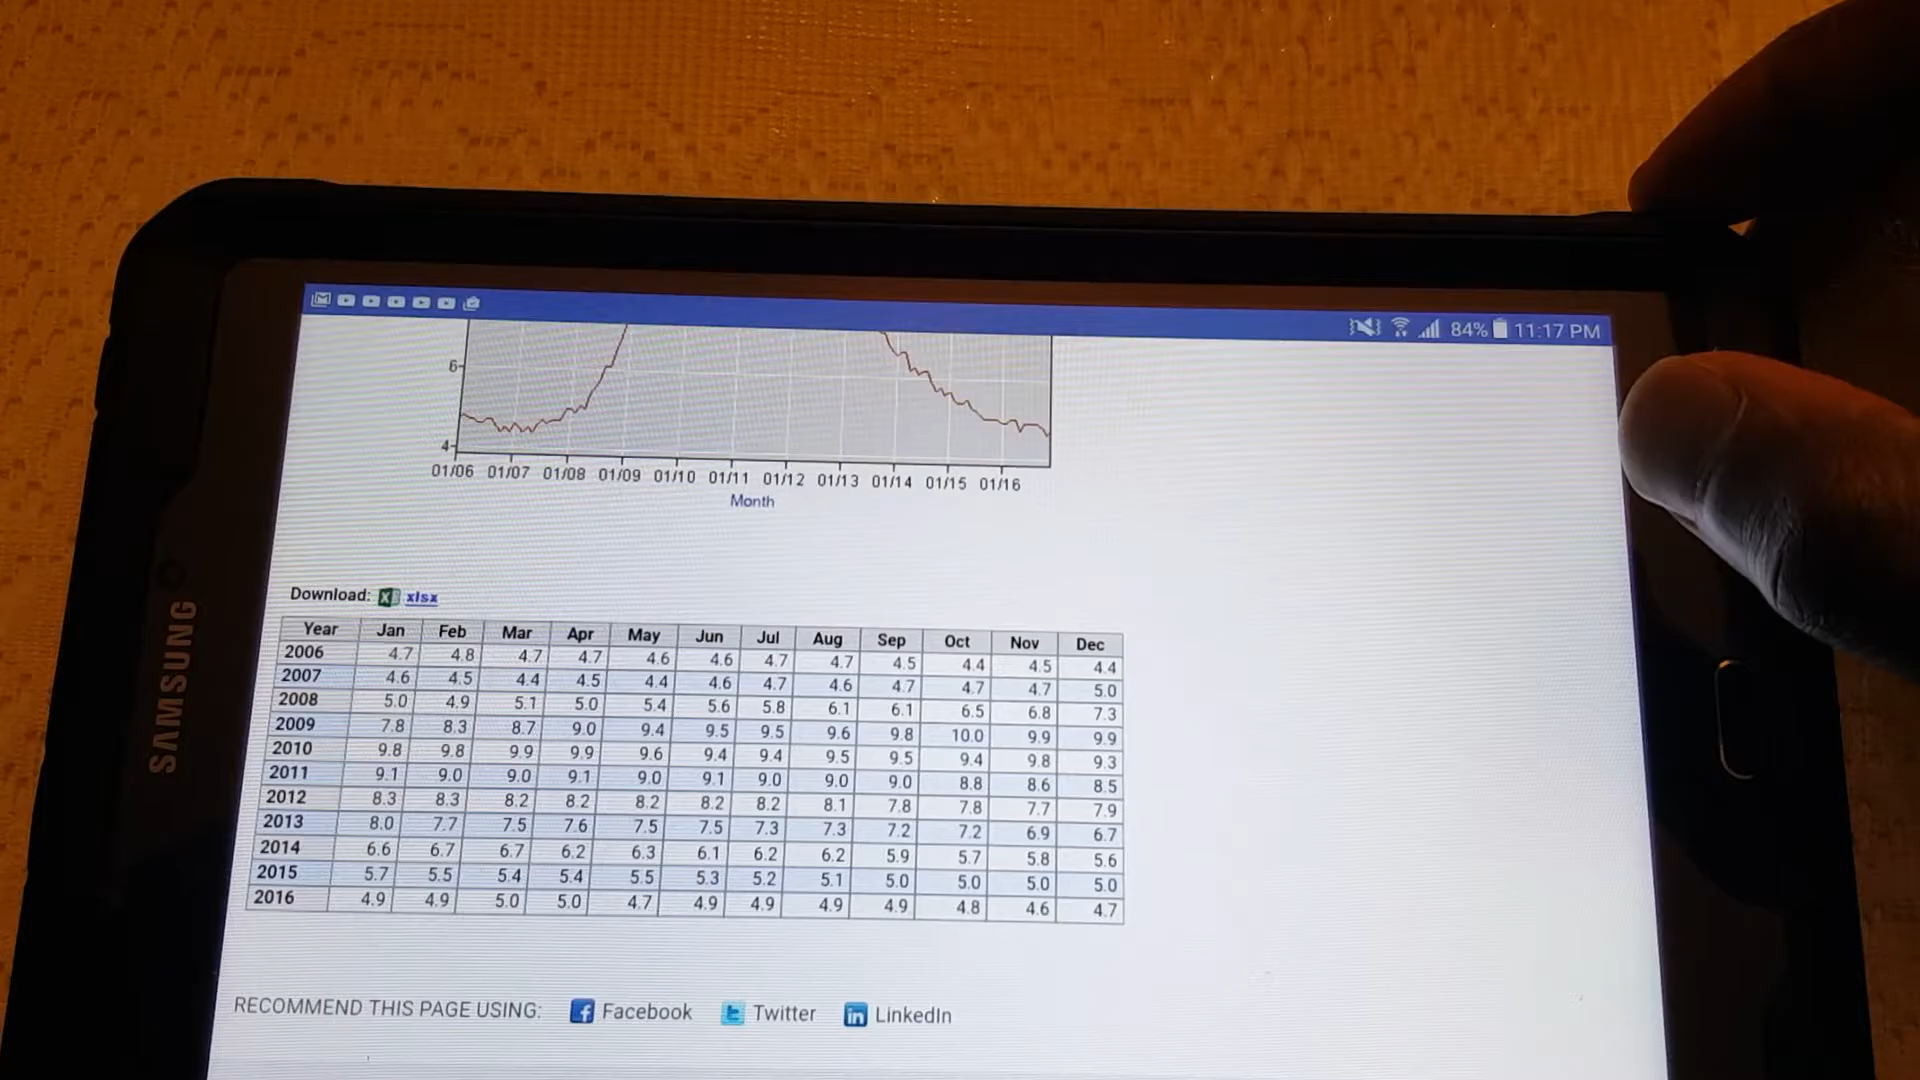 84% 11:17 PM
6
4
01/06 01/07 01/08 01/09 01/10 01/11 01/12 01/13 01/14 01/15 01/16
Month
Download: xlsx
Year Jan Feb Mar Apr May Jun Jul Aug Sep Oct Nov Dec
2006 4.7 4.8 4.7 4.7 4.6 4.6 4.7 4.7 4.5 4.4 4.5 4.4
2007 4.6 4.5 4.4 4.5 4.4 4.6 4.7 4.6 4.7 4.7 4.7 5.0
2008 5.0 4.9 5.1 5.0 5.4 5.6 5.8 6.1 6.1 6.5 6.8 7.3
2009 7.8 8.3 8.7 9.0 9.4 9.5 9.5 9.6 9.8 10.0 9.9 9.9
2010 9.8 9.8 9.9 9.9 9.6 9.4 9.4 9.5 9.5 9.4 9.8 9.3
2011 9.1 9.0 9.0 9.1 9.0 9.1 9.0 9.0 9.0 8.8 8.6 8.5
2012 8.3 8.3 8.2 8.2 8.2 8.2 8.2 8.1 7.8 7.8 7.7 7.9
2013 8.0 7.7 7.5 7.6 7.5 7.5 7.3 7.3 7.2 7.2 6.9 6.7
2014 6.6 6.7 6.7 6.2 6.3 6.1 6.2 6.2 5.9 5.7 5.8 5.6
2015 5.7 5.5 5.4 5.4 5.5 5.3 5.2 5.1 5.0 5.0 5.0 5.0
2016 4.9 4.9 5.0 5.0 4.7 4.9 4.9 4.9 4.9 4.8 4.6 4.7
RECOMMEND THIS PAGE USING: Facebook Twitter LinkedIn
SAMSUNG